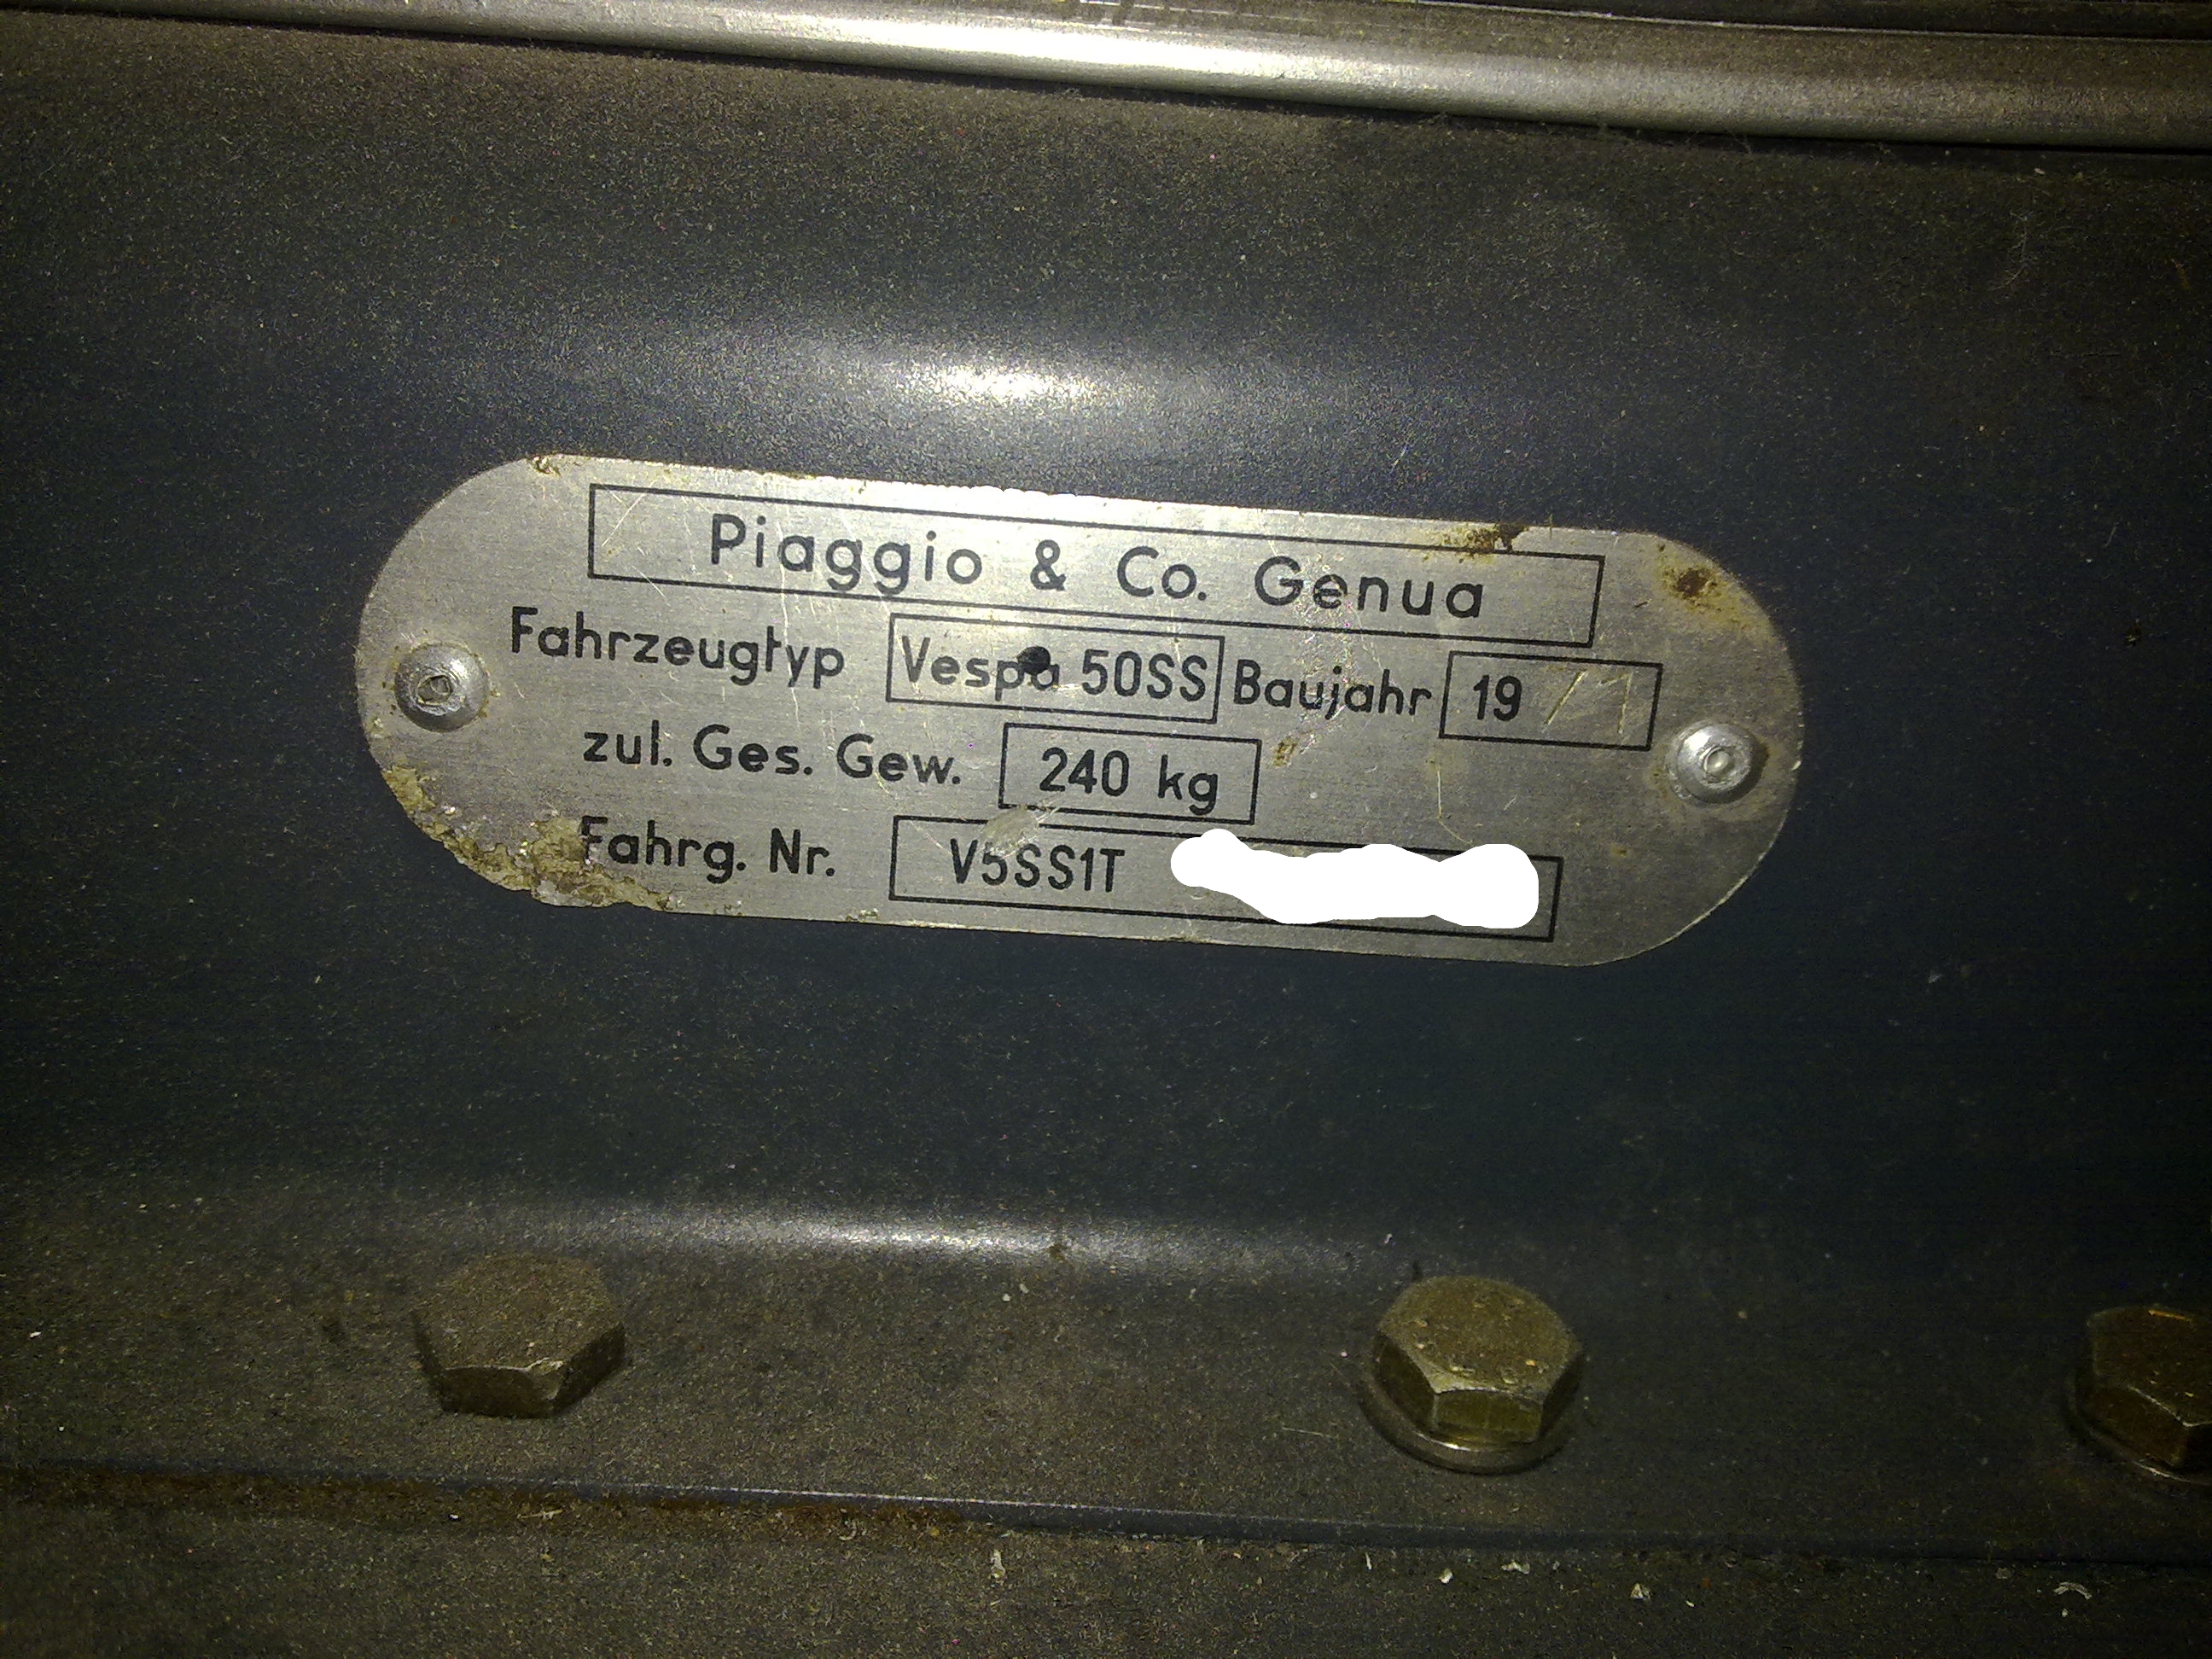 Piaggio & Co. Genua
Fahrzeugtyp Vespa 50SS Baujahr 19
zul. Ges. Gew. 240 kg
Fahrg. Nr. V5SS1T